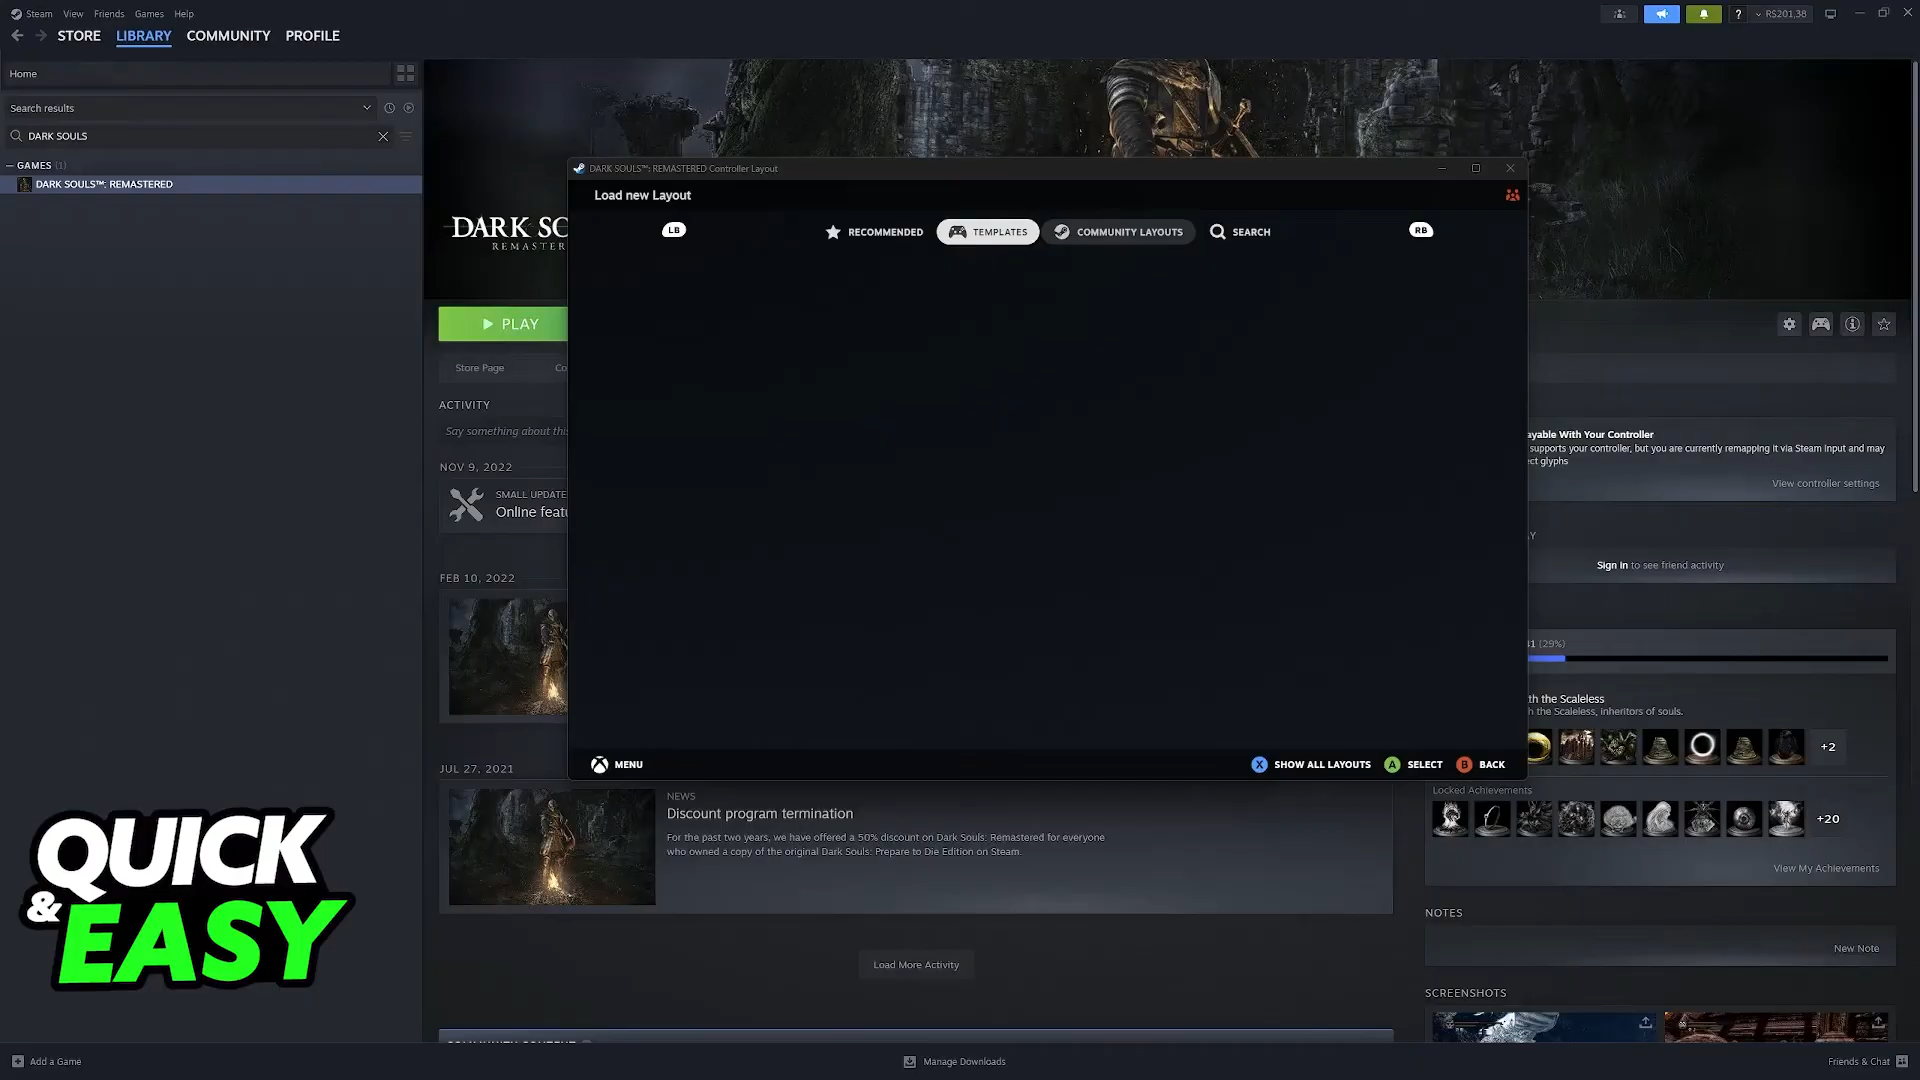 Steam View Friends Games Help
? R$201,38
STORE LIBRARY COMMUNITY PROFILE
Home
Search results
DARK SOULS
GAMES (1)
DARK SOULS™: REMASTERED
DARK SO
REMASTER
PLAY
Store Page Co
ACTIVITY
Say something about this
NOV 9, 2022
SMALL UPDATE
Online featu
FEB 10, 2022
JUL 27, 2021
NEWS
Discount program termination
For the past two years, we have offered a 50% discount on Dark Souls: Remastered for everyone
who owned a copy of the original Dark Souls: Prepare to Die Edition on Steam.
Load More Activity
DARK SOULS™: REMASTERED Controller Layout
Load new Layout
LB RECOMMENDED TEMPLATES COMMUNITY LAYOUTS SEARCH RB
MENU X SHOW ALL LAYOUTS A SELECT B BACK
ayable With Your Controller
supports your controller, but you are currently remapping it via Steam Input and may
ect glyphs
View controller settings
AY
Sign in to see friend activity
41 (29%)
th the Scaleless
h the Scaleless, inheritors of souls.
+2
Locked Achievements
+20
View My Achievements
NOTES
New Note
SCREENSHOTS
QUICK
& EASY
Add a Game
Manage Downloads
Friends & Chat